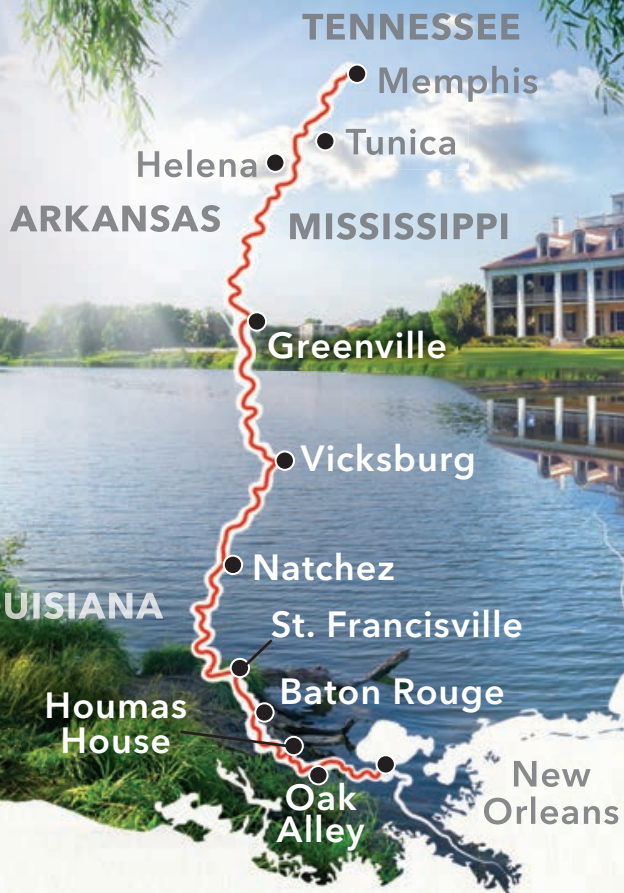 TENNESSEE
Memphis
Tunica
Helena
ARKANSAS
MISSISSIPPI
Greenville
Vicksburg
Natchez
UISIANA
St. Francisville
Baton Rouge
Houmas
House
New
Orleans
Oak
Alley